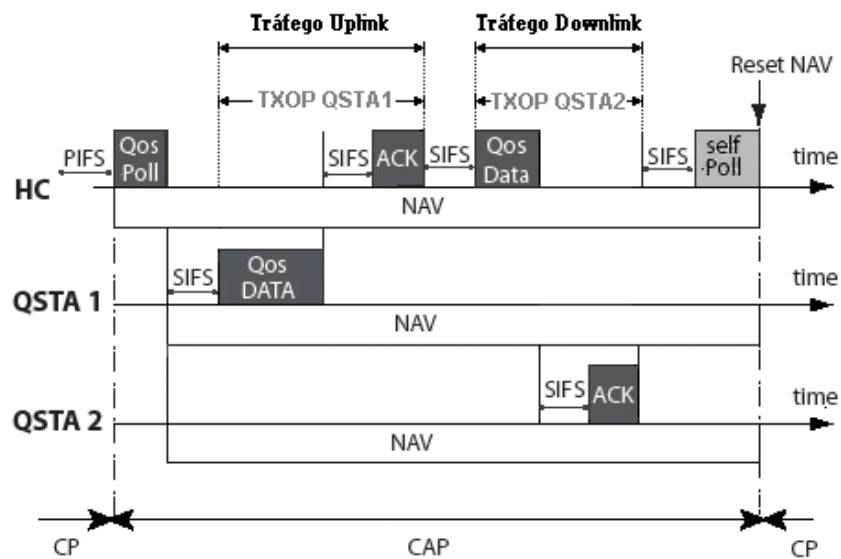 Tráfego Uplink
Tráfego Downlink
Reset NAV
TXOP QSTA1
TXOP QSTA2
PIFS
Qos
Poll
SIFS
ACK
SIFS
Qos
Data
SIFS
self
Poll
time
HC
NAV
SIFS
Qos
DATA
time
QSTA 1
NAV
SIFS
ACK
time
QSTA 2
NAV
CP
CAP
CP